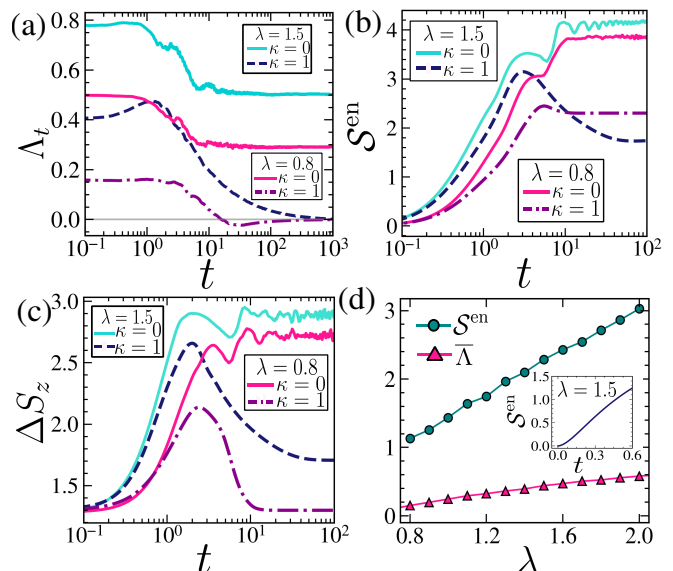 (a)
0.8
0.6
0.4
0.2
0.0
Λ_t
λ = 1.5
κ = 0
κ = 1
λ = 0.8
κ = 0
κ = 1
10^{-1} 10^0 10^1 10^2 10^3
t
(b)
4
3
2
1
0
S^{en}
λ = 1.5
κ = 0
κ = 1
λ = 0.8
κ = 0
κ = 1
10^{-1} 10^0 10^1 10^2
t
(c)
3.0
2.5
2.0
1.5
ΔS_z
λ = 1.5
κ = 0
κ = 1
λ = 0.8
κ = 0
κ = 1
10^{-1} 10^0 10^1 10^2
t
(d)
3
2
1
0
S^{en}
\overline{Λ}
S^{en}
1.5
1.0
0.5
0.0
λ = 1.5
0.0 0.3 0.6
t
0.8 1.2 1.6 2.0
λ